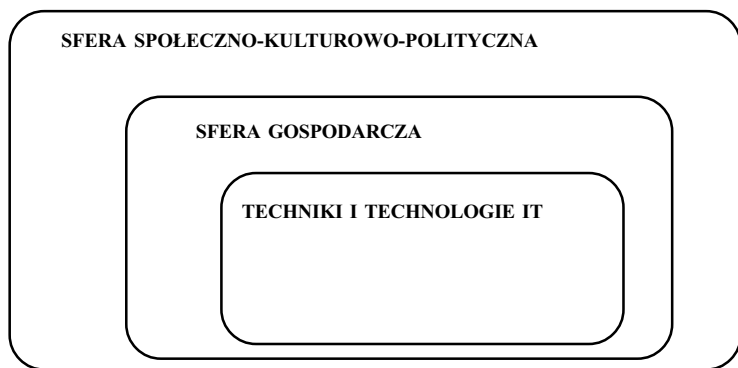 SFERA SPOŁECZNO-KULTUROWO-POLITYCZNA
SFERA GOSPODARCZA
TECHNIKI I TECHNOLOGIE IT